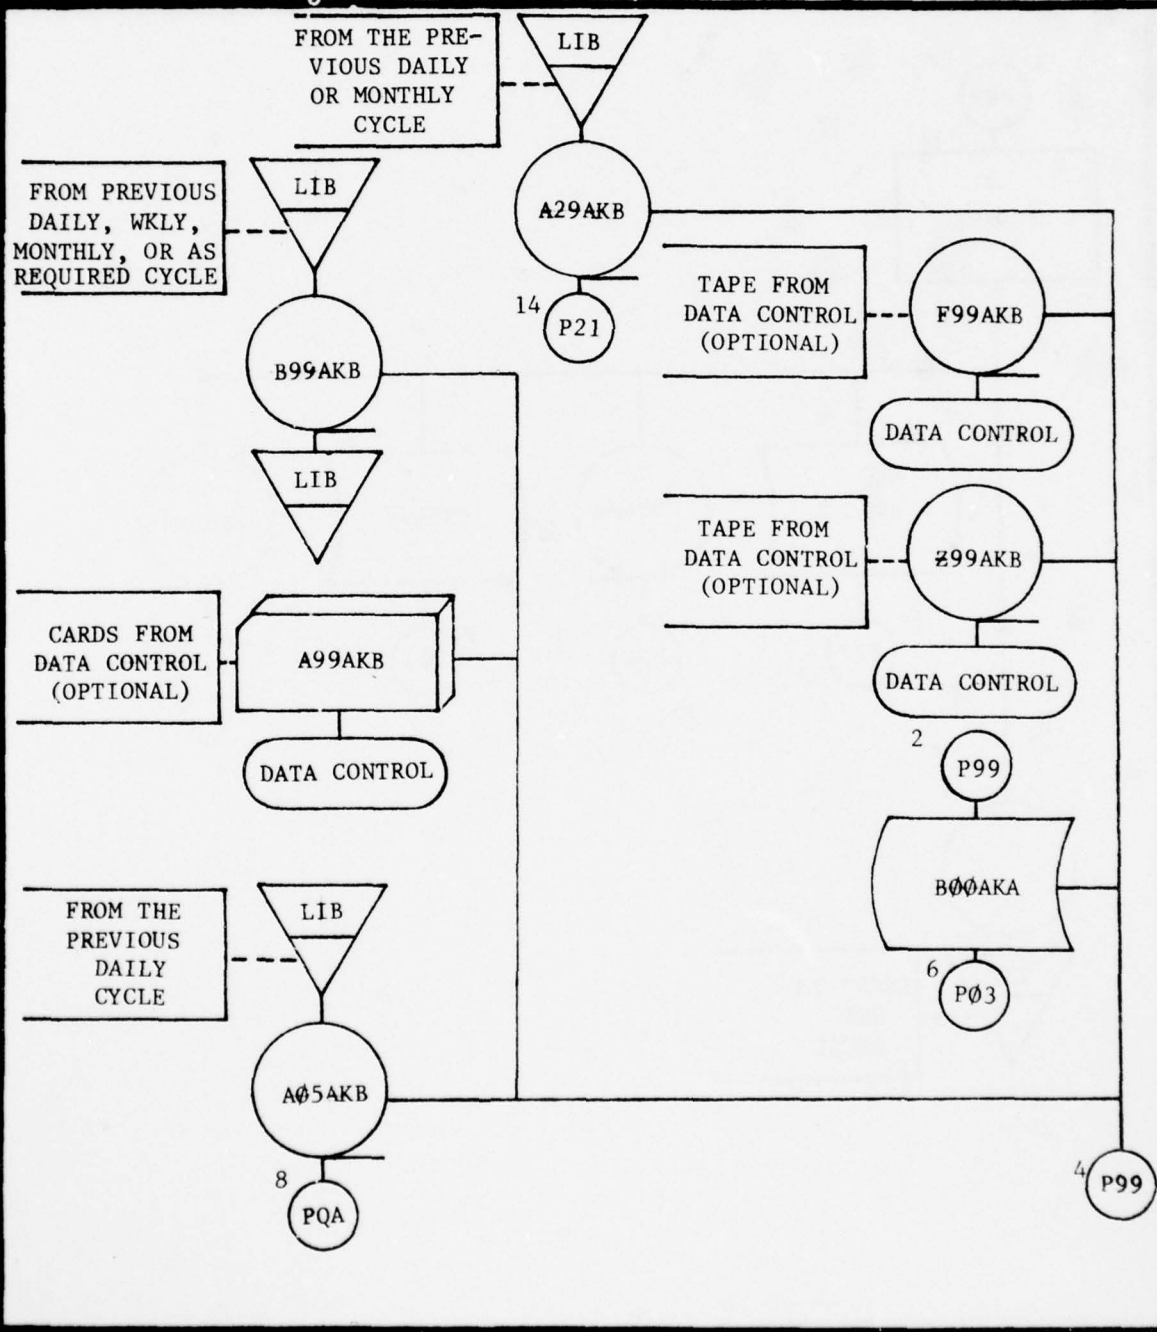 FROM THE PRE-
VIOUS DAILY
OR MONTHLY
CYCLE
LIB
A29AKB
14
P21
FROM PREVIOUS
DAILY, WKLY,
MONTHLY, OR AS
REQUIRED CYCLE
LIB
B99AKB
LIB
TAPE FROM
DATA CONTROL
(OPTIONAL)
F99AKB
DATA CONTROL
TAPE FROM
DATA CONTROL
(OPTIONAL)
Z99AKB
DATA CONTROL
CARDS FROM
DATA CONTROL
(OPTIONAL)
A99AKB
DATA CONTROL
2
P99
BØØAKA
6
PØ3
FROM THE
PREVIOUS
DAILY
CYCLE
LIB
AØ5AKB
8
PQA
4
P99